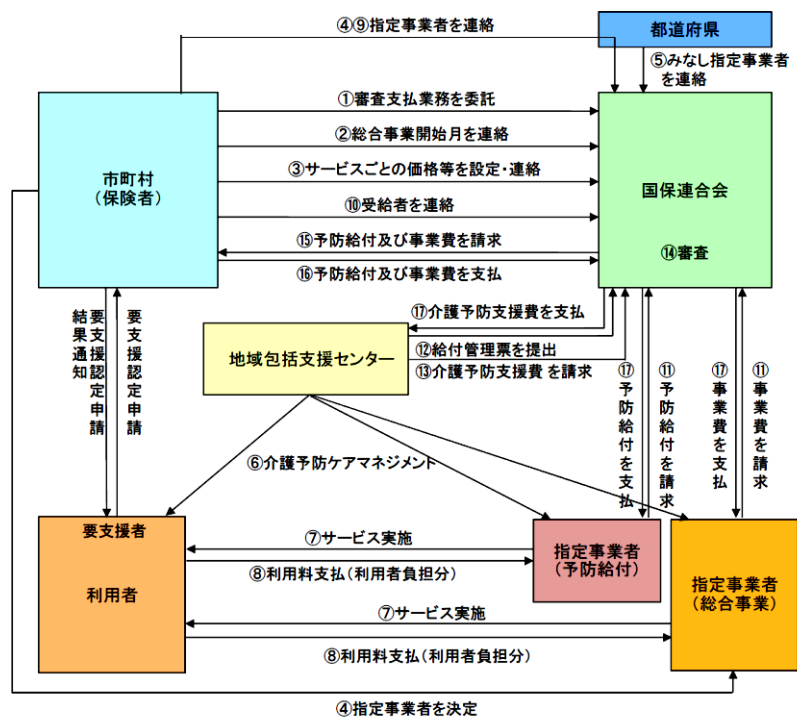 ④⑨指定事業者を連絡
都道府県
⑤みなし指定事業者
を連絡
①審査支払業務を委託
②総合事業開始月を連絡
市町村
（保険者）
③サービスごとの価格等を設定・連絡
国保連合会
⑩受給者を連絡
⑮予防給付及び事業費を請求
⑭審査
⑯予防給付及び事業費を支払
要支援認定申請
結果通知
要支援認定申請
⑰介護予防支援費を支払
地域包括支援センター
⑫給付管理票を提出
⑬介護予防支援費 を請求
⑰予防給付を支払
⑪予防給付を請求
⑰事業費を支払
⑪事業費を請求
⑥介護予防ケアマネジメント
要支援者
利用者
⑦サービス実施
⑧利用料支払（利用者負担分）
指定事業者
（予防給付）
指定事業者
（総合事業）
⑦サービス実施
⑧利用料支払（利用者負担分）
④指定事業者を決定